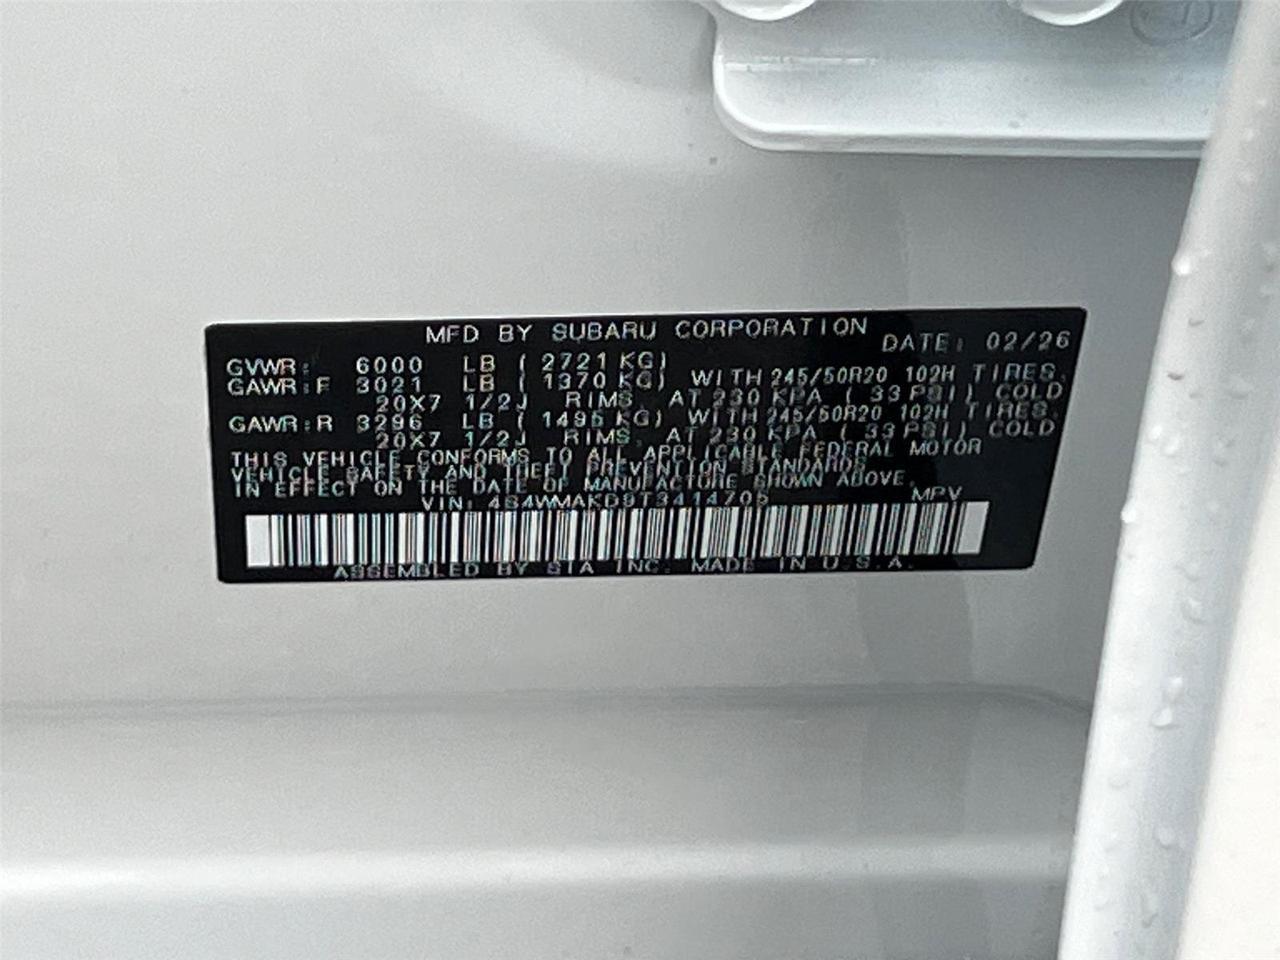 MFD BY SUBARU CORPORATION
DATE: 02/26
GVWR: 6000 LB ( 2721 KG)
GAWR:F 3021 LB ( 1370 KG) WITH 245/50R20 102H TIRES,
20X7 1/2J RIMS, AT 230 KPA ( 33 PSI) COLD
GAWR:R 3296 LB ( 1495 KG) WITH 245/50R20 102H TIRES,
20X7 1/2J RIMS, AT 230 KPA ( 33 PSI) COLD
THIS VEHICLE CONFORMS TO ALL APPLICABLE FEDERAL MOTOR
VEHICLE SAFETY AND THEFT PREVENTION STANDARDS
IN EFFECT ON THE DATE OF MANUFACTURE SHOWN ABOVE.
VIN: 4S4WMAKD9T3414705 MPV
ASSEMBLED BY SIA INC. MADE IN U.S.A.